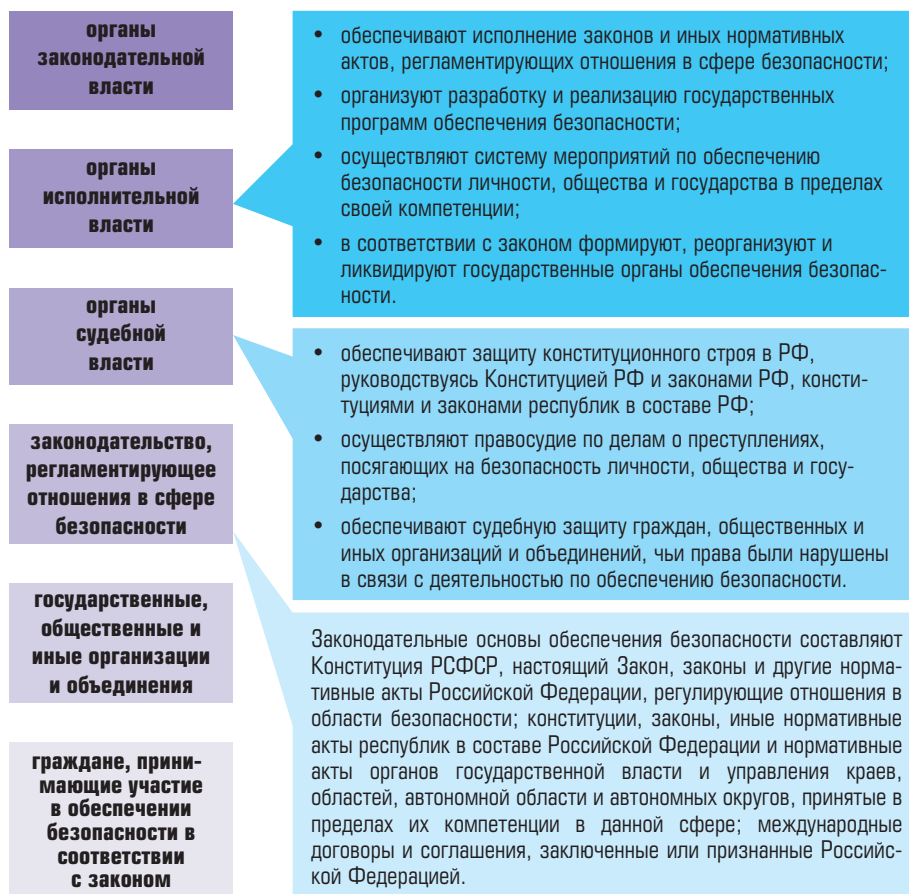 органы
законодательной
власти
органы
исполнительной
власти
органы
судебной
власти
законодательство,
регламентирующее
отношения в сфере
безопасности
государственные,
общественные и
иные организации
и объединения
граждане, прини-
мающие участие
в обеспечении
безопасности в
соответствии
с законом
• обеспечивают исполнение законов и иных нормативных
актов, регламентирующих отношения в сфере безопасности;
• организуют разработку и реализацию государственных
программ обеспечения безопасности;
• осуществляют систему мероприятий по обеспечению
безопасности личности, общества и государства в пределах
своей компетенции;
• в соответствии с законом формируют, реорганизуют и
ликвидируют государственные органы обеспечения безопас-
ности.
• обеспечивают защиту конституционного строя в РФ,
руководствуясь Конституцией РФ и законами РФ, консти-
туциями и законами республик в составе РФ;
• осуществляют правосудие по делам о преступлениях,
посягающих на безопасность личности, общества и госу-
дарства;
• обеспечивают судебную защиту граждан, общественных и
иных организаций и объединений, чьи права были нарушены
в связи с деятельностью по обеспечению безопасности.
Законодательные основы обеспечения безопасности составляют
Конституция РСФСР, настоящий Закон, законы и другие норма-
тивные акты Российской Федерации, регулирующие отношения в
области безопасности; конституции, законы, иные нормативные
акты республик в составе Российской Федерации и нормативные
акты органов государственной власти и управления краев,
областей, автономной области и автономных округов, принятые в
пределах их компетенции в данной сфере; международные
договоры и соглашения, заключенные или признанные Российс-
кой Федерацией.